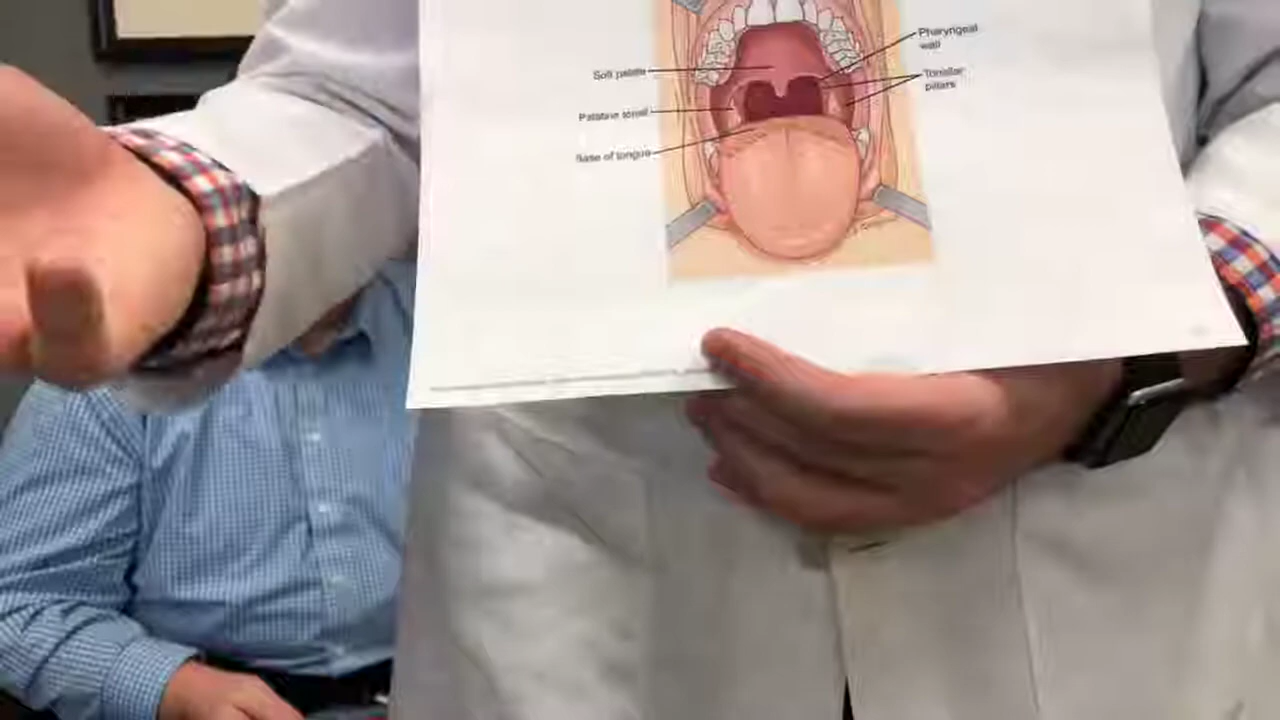 Soft palate
Palatine tonsil
Base of tongue
Pharyngeal
wall
Tonsillar
pillars